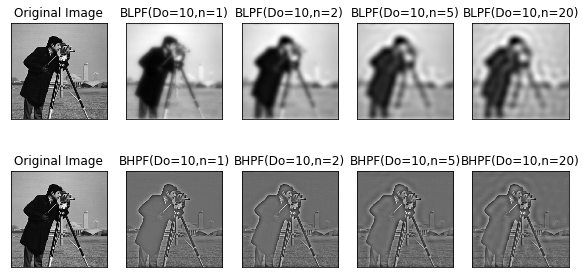 Original Image BLPF(Do=10,n=1) BLPF(Do=10,n=2) BLPF(Do=10,n=5) BLPF(Do=10,n=20)
Original Image BHPF(Do=10,n=1) BHPF(Do=10,n=2) BHPF(Do=10,n=5) BHPF(Do=10,n=20)